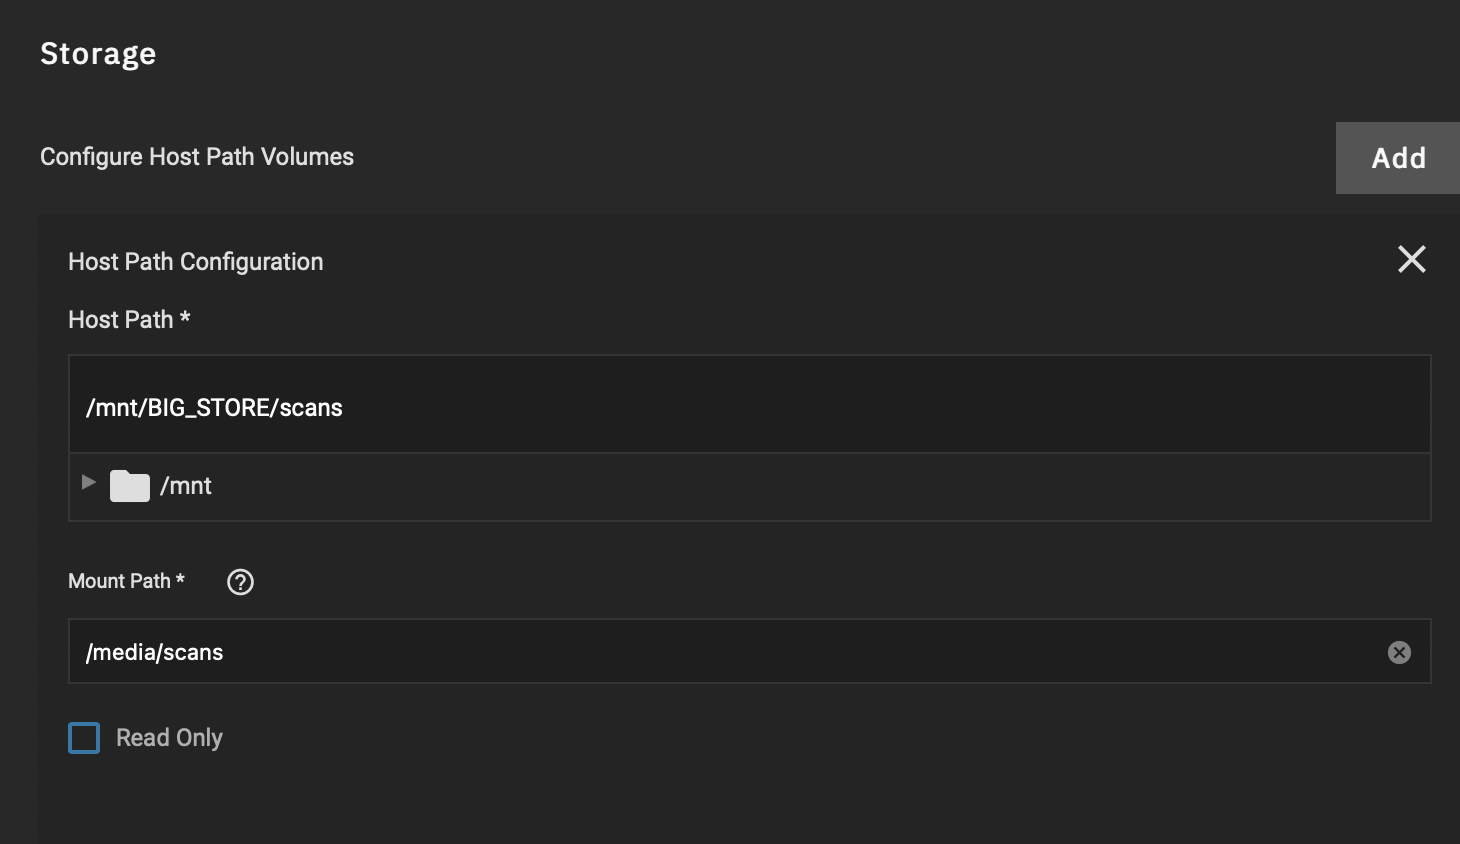 Storage
Configure Host Path Volumes
Add
Host Path Configuration
Host Path *
/mnt/BIG_STORE/scans
/mnt
Mount Path *
/media/scans
Read Only